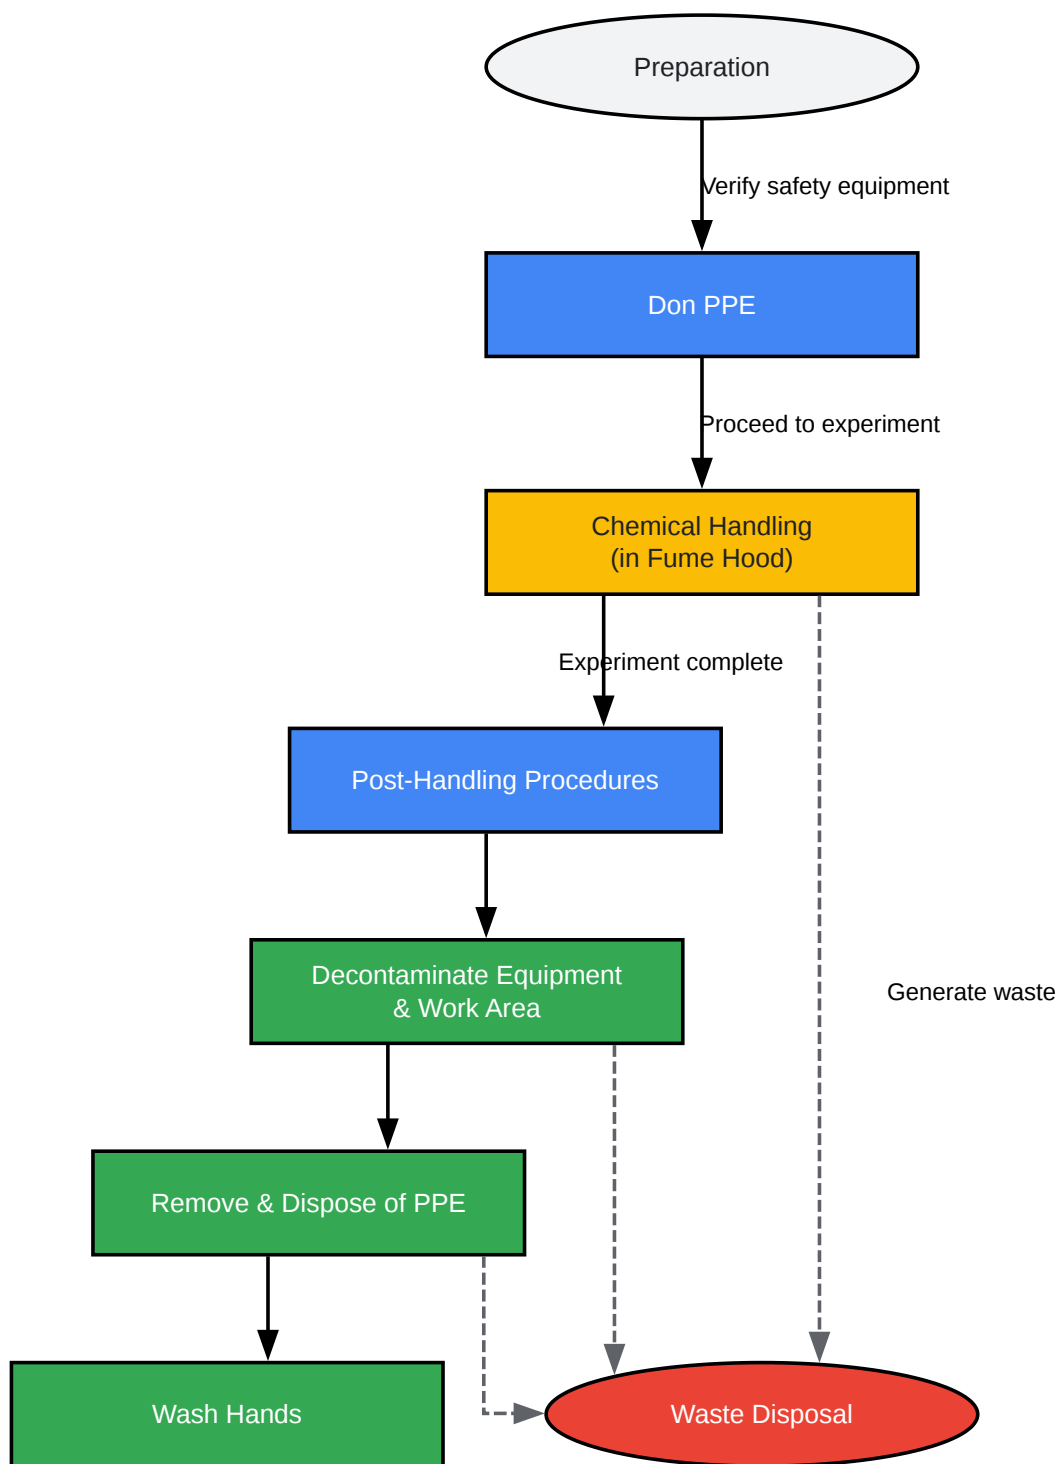 Preparation
Verify safety equipment
Don PPE
Proceed to experiment
Chemical Handling
(in Fume Hood)
Experiment complete
Post-Handling Procedures
Decontaminate Equipment
& Work Area
Generate waste
Remove & Dispose of PPE
Wash Hands
Waste Disposal